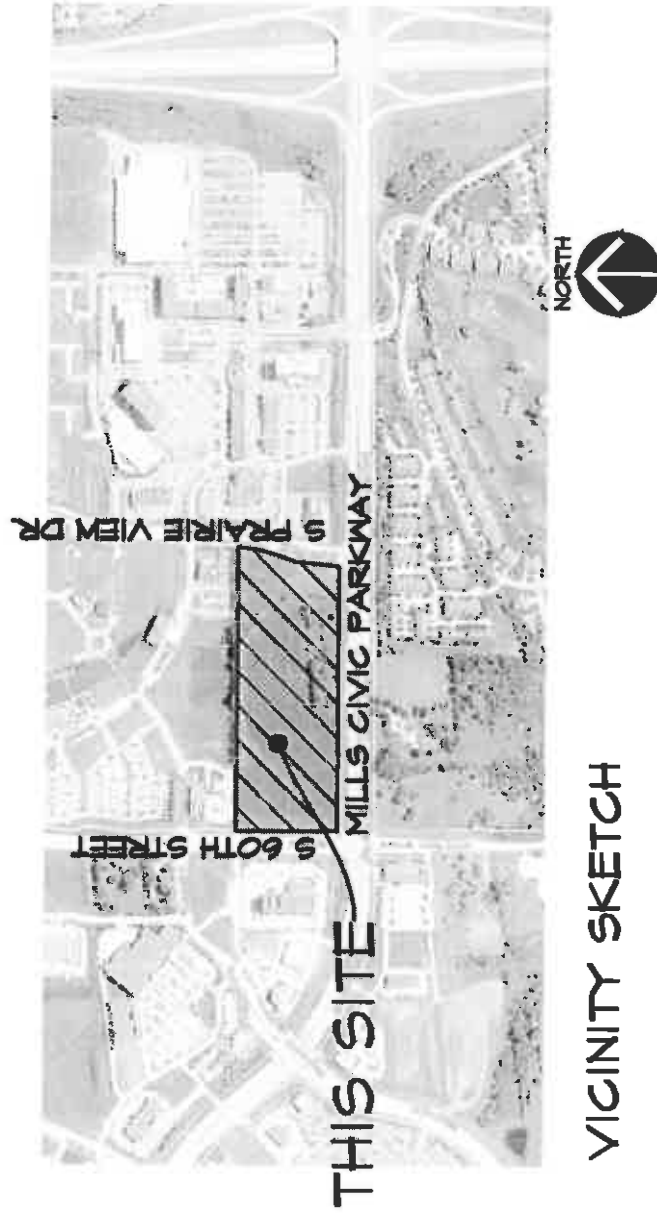 S PRAIRIE VIEW DR.
S 60TH STREET
MILLS CIVIC PARKWAY
THIS SITE
NORTH
VICINITY SKETCH